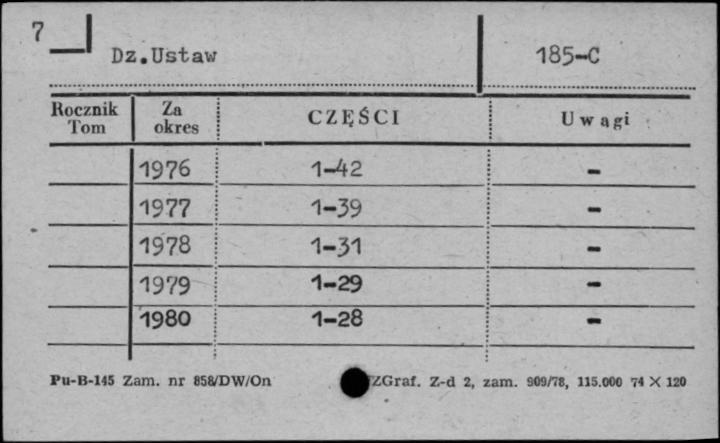 7
Dz.Ustaw 185-C
Rocznik Tom Za okres CZĘŚCI Uwagi
1976 1-42 -
1977 1-39 -
1978 1-31 -
1979 1-29 -
1980 1-28 -
Pu-B-145 Zam. nr 858/DW/On ZGraf. Z-d 2, zam. 909/78, 115.000 74 X 120